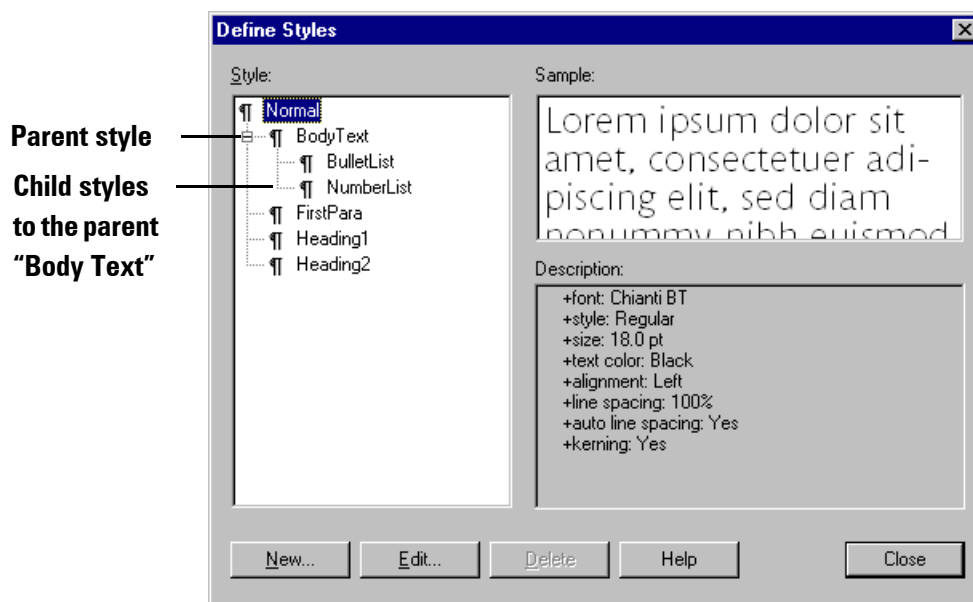 Define Styles
Style:
Normal
BodyText
BulletList
NumberList
FirstPara
Heading1
Heading2
Parent style
Child styles
to the parent
“Body Text”
Sample:
Lorem ipsum dolor sit
amet, consectetuer adi-
piscing elit, sed diam
nonummy nibh euismod
Description:
+font: Chianti BT
+style: Regular
+size: 18.0 pt
+text color: Black
+alignment: Left
+line spacing: 100%
+auto line spacing: Yes
+kerning: Yes
New...
Edit...
Delete
Help
Close